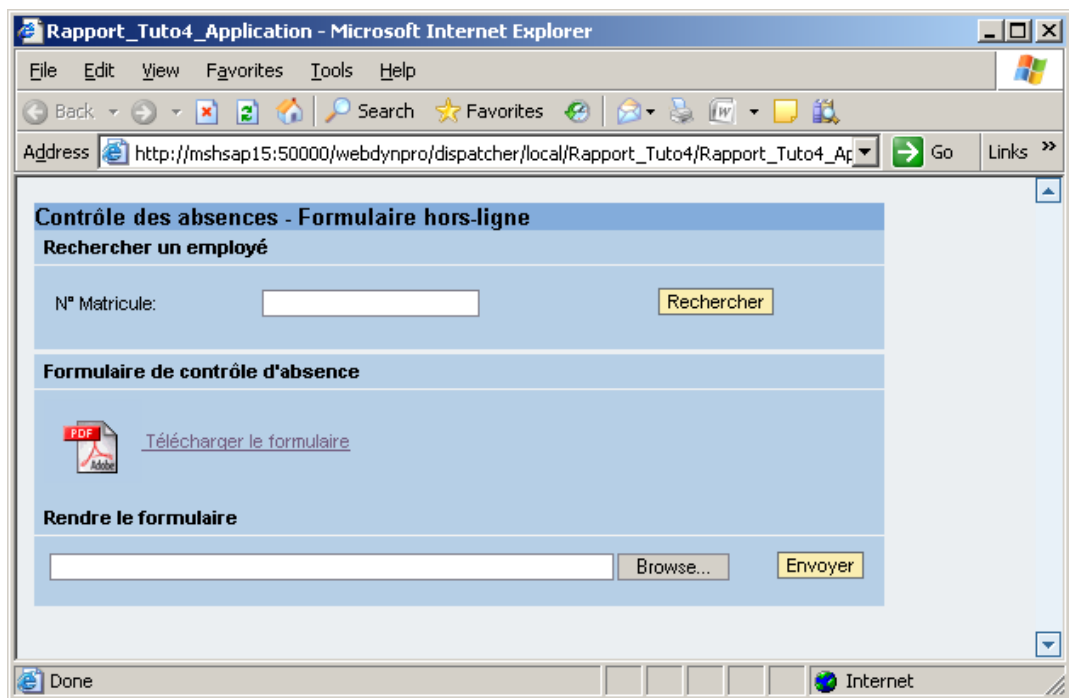 Rapport_Tuto4_Application - Microsoft Internet Explorer
File Edit View Favorites Tools Help
Back Search Favorites
Address http://mshsap15:50000/webdynpro/dispatcher/local/Rapport_Tuto4/Rapport_Tuto4_Ap Go Links »
Contrôle des absences - Formulaire hors-ligne
Rechercher un employé
N° Matricule: Rechercher
Formulaire de contrôle d'absence
PDF
Adobe
Télécharger le formulaire
Rendre le formulaire
Browse... Envoyer
Done Internet